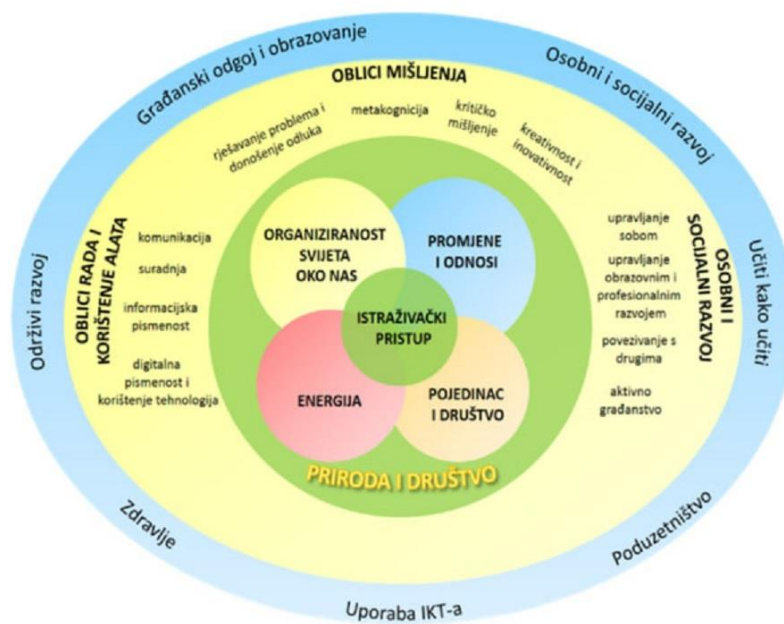 Građanski odgoj i obrazovanje
Osobni i socijalni razvoj
Učiti kako učiti
Poduzetništvo
Uporaba IKT-a
Zdravlje
Održivi razvoj
OBLICI MIŠLJENJA
rješavanje problema i
donošenje odluka
metakognicija
kritičko
mišljenje
kreativnost i
inovativnost
OBLICI RADA I
KORIŠTENJE ALATA
komunikacija
suradnja
informacijska
pismenost
digitalna
pismenost i
korištenje tehnologija
OSOBNI I
SOCIJALNI RAZVOJ
upravljanje
sobom
upravljanje
obrazovnim i
profesionalnim
razvojem
povezivanje s
drugima
aktivno
građanstvo
ORGANIZIRANOST
SVIJETA
OKO NAS
PROMJENE
I ODNOSI
ISTRAŽIVAČKI
PRISTUP
ENERGIJA
POJEDINAC
I DRUŠTVO
PRIRODA I DRUŠTVO